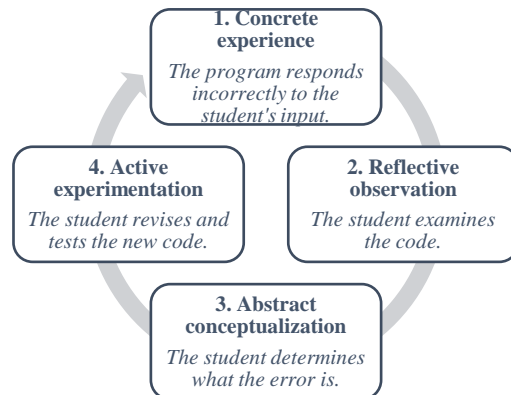 1. Concrete
experience
The program responds
incorrectly to the
student's input.
2. Reflective
observation
The student examines
the code.
3. Abstract
conceptualization
The student determines
what the error is.
4. Active
experimentation
The student revises and
tests the new code.